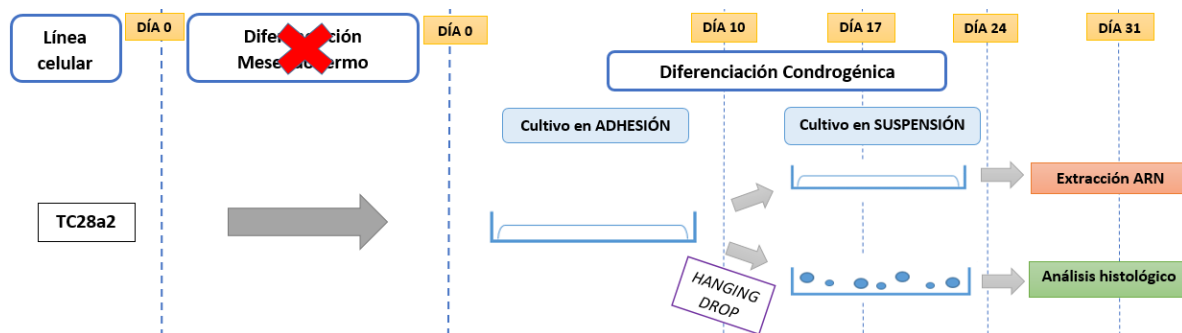 DÍA 0
DÍA 0
DÍA 10
DÍA 17
DÍA 24
DÍA 31
Línea
celular
Diferenciación Condrogénica
Cultivo en ADHESIÓN
Cultivo en SUSPENSIÓN
Extracción ARN
TC28a2
HANGING
DROP
Análisis histológico